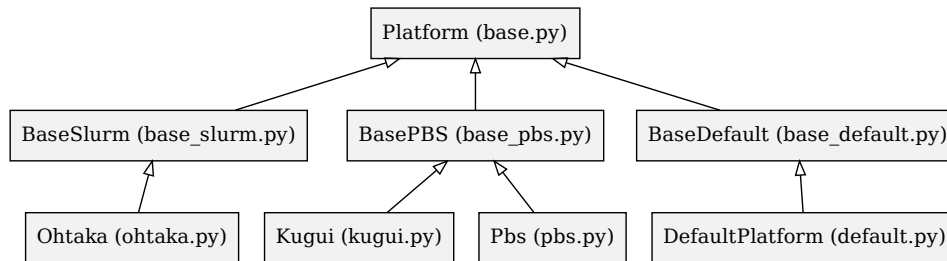 Platform (base.py)
BaseSlurm (base_slurm.py)
BasePBS (base_pbs.py)
BaseDefault (base_default.py)
Ohtaka (ohtaka.py)
Kugui (kugui.py)
Pbs (pbs.py)
DefaultPlatform (default.py)